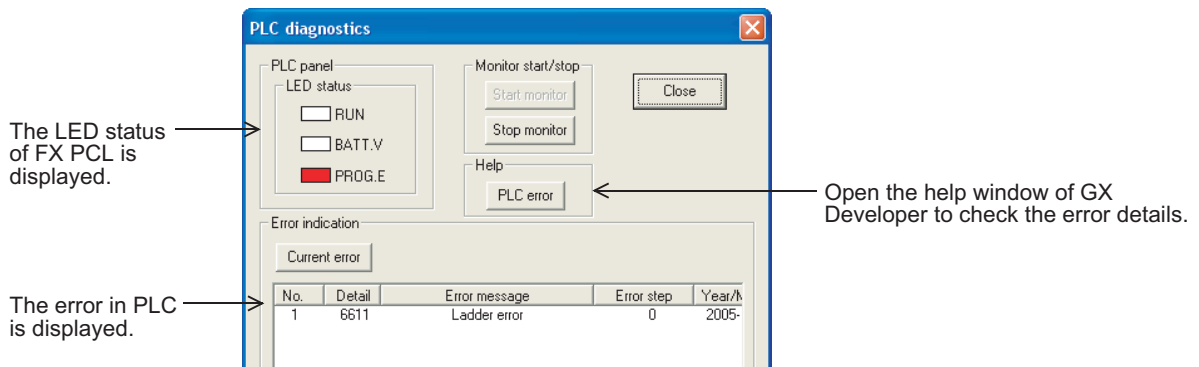 PLC diagnostics
PLC panel
LED status
RUN
BATT.V
PROG.E
Monitor start/stop
Start monitor
Stop monitor
Close
Help
PLC error
The LED status
of FX PCL is
displayed.
Open the help window of GX
Developer to check the error details.
Error indication
Current error
The error in PLC
is displayed.
No. Detail Error message Error step Year/M
1 6611 Ladder error 0 2005-